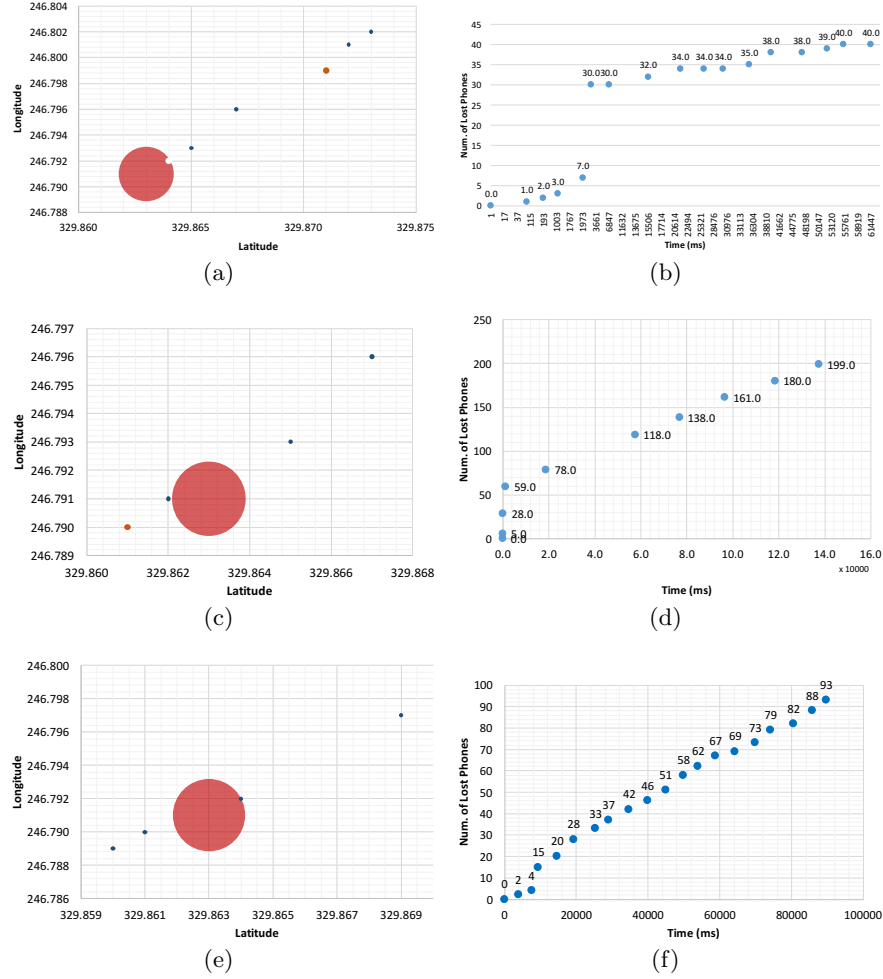 246.804
246.802
246.800
246.798
246.796
246.794
246.792
246.790
246.788
Longitude
329.860 329.865 329.870 329.875
Latitude
(a)
45
40
35
30
25
20
15
10
5
0
Num. of Lost Phones
0.0 1.0 2.0 3.0 7.0 30.0 30.0 32.0 34.0 34.0 34.0 35.0 38.0 38.0 39.0 40.0 40.0
1 17 37 115 193 1003 1767 1973 3661 6847 11632 13675 15506 17714 20614 22494 25321 28476 30976 33113 36304 38810 41662 44775 48198 50147 53120 55761 58919 61447
Time (ms)
(b)
246.797
246.796
246.795
246.794
246.793
246.792
246.791
246.790
246.789
Longitude
329.860 329.862 329.864 329.866 329.868
Latitude
(c)
250
200
150
100
50
0
Num. of Lost Phones
0.0 5.0 28.0 59.0 78.0 118.0 138.0 161.0 180.0 199.0
0.0 2.0 4.0 6.0 8.0 10.0 12.0 14.0 16.0
x 10000
Time (ms)
(d)
246.800
246.798
246.796
246.794
246.792
246.790
246.788
246.786
Longitude
329.859 329.861 329.863 329.865 329.867 329.869
Latitude
(e)
100
90
80
70
60
50
40
30
20
10
0
Num. of Lost Phones
0 2 4 15 20 28 33 37 42 46 51 58 62 67 69 73 79 82 88 93
0 20000 40000 60000 80000 100000
Time (ms)
(f)